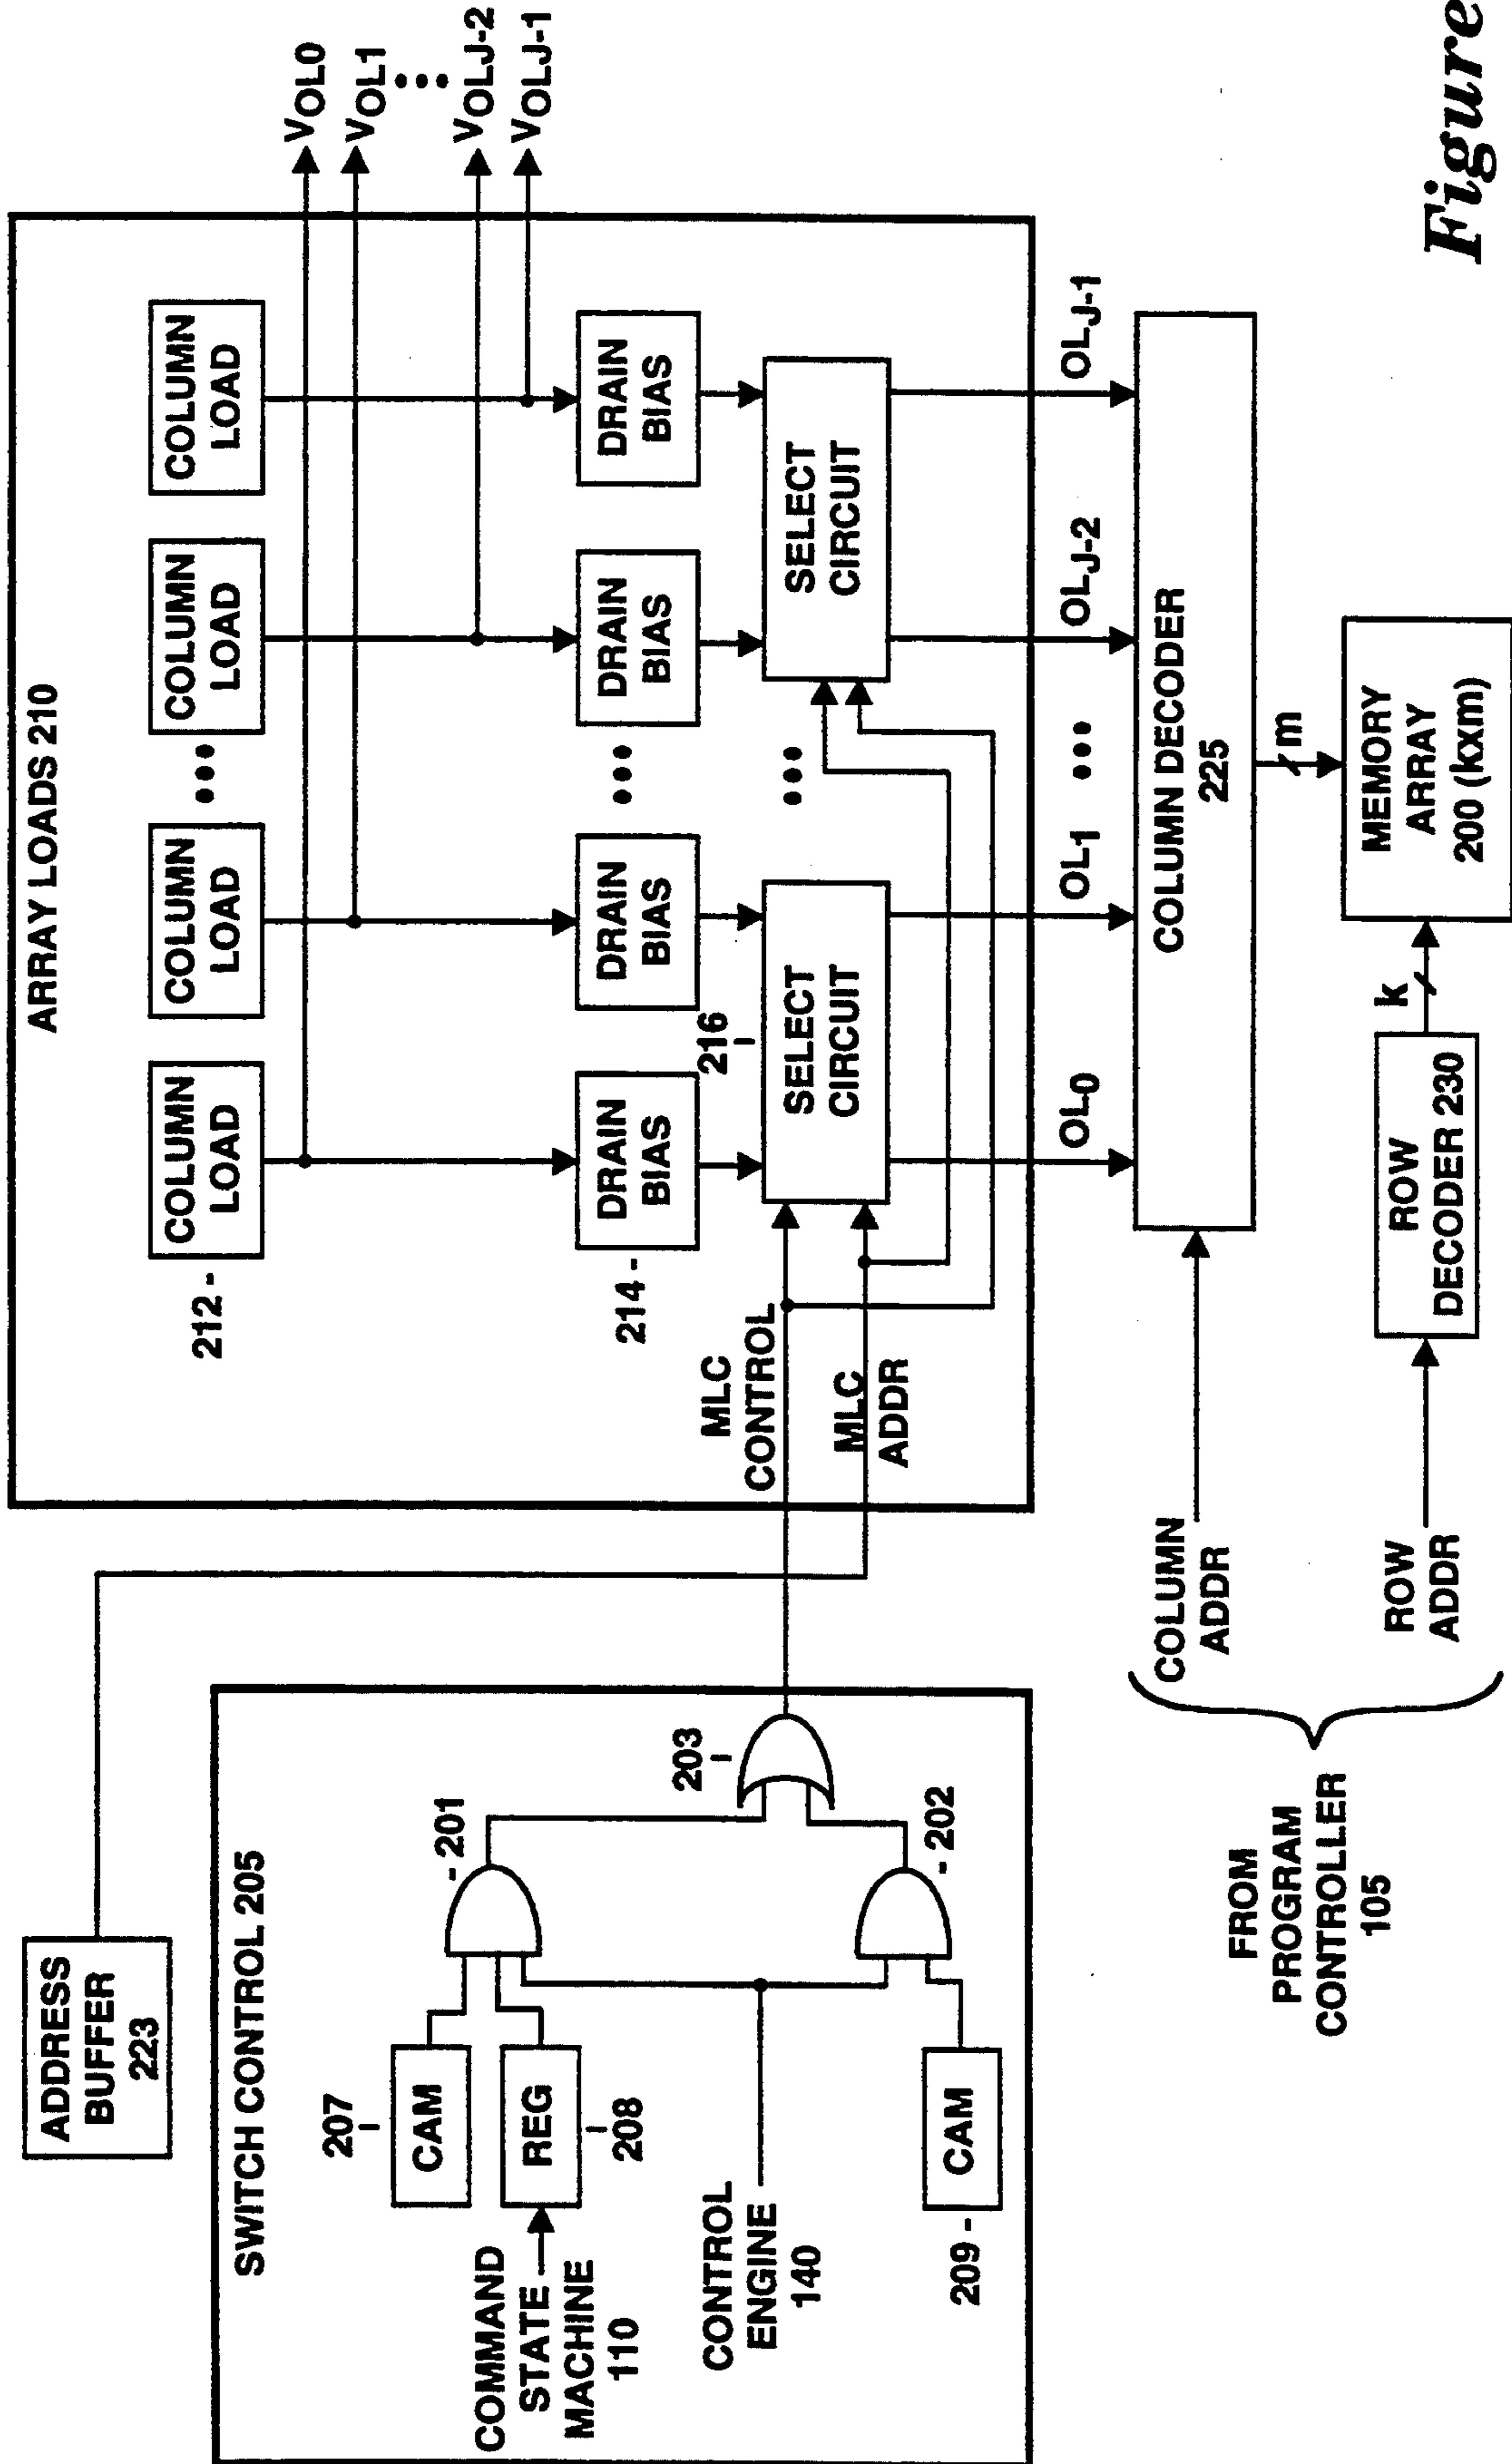 ADDRESS
BUFFER
223
SWITCH CONTROL 205
207
CAM
REG
208
COMMAND
STATE
MACHINE
110
CONTROL
ENGINE
140
209
CAM
201
202
203
ARRAY LOADS 210
212
COLUMN
LOAD
COLUMN
LOAD
•••
COLUMN
LOAD
COLUMN
LOAD
VOL0
VOL1
•••
VOLJ-2
VOLJ-1
214
DRAIN
BIAS
DRAIN
BIAS
•••
DRAIN
BIAS
DRAIN
BIAS
216
MLC
CONTROL
MLC
ADDR
SELECT
CIRCUIT
•••
SELECT
CIRCUIT
OL0
OL1
•••
OLJ-2
OLJ-1
COLUMN
ADDR
COLUMN DECODER
225
m
FROM
PROGRAM
CONTROLLER
105
ROW
ADDR
ROW
DECODER 230
k
MEMORY
ARRAY
200 (kxm)
Figure